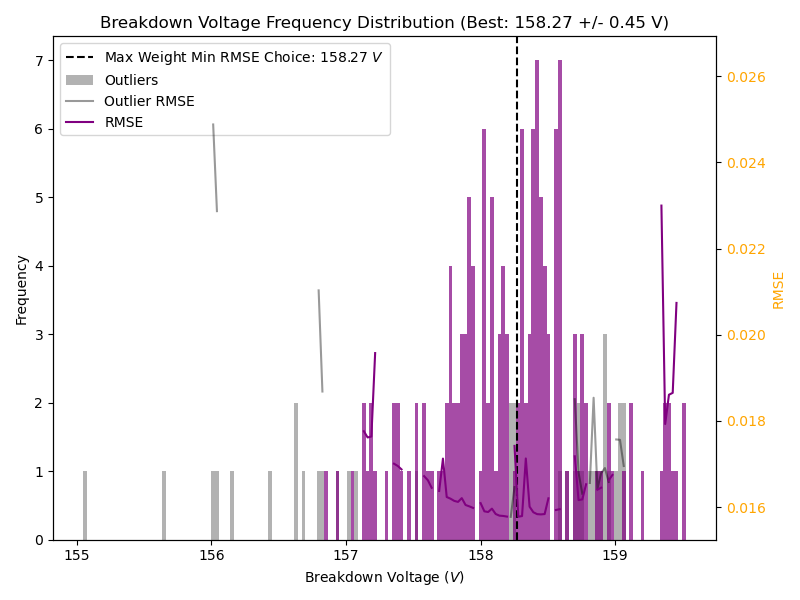 Breakdown Voltage Frequency Distribution (Best: 158.27 +/- 0.45 V)
Max Weight Min RMSE Choice: 158.27 V
Outliers
Outlier RMSE
RMSE
7
6
5
4
3
2
1
0
Frequency
155
156
157
158
159
Breakdown Voltage (V)
0.026
0.024
0.022
0.020
0.018
0.016
RMSE